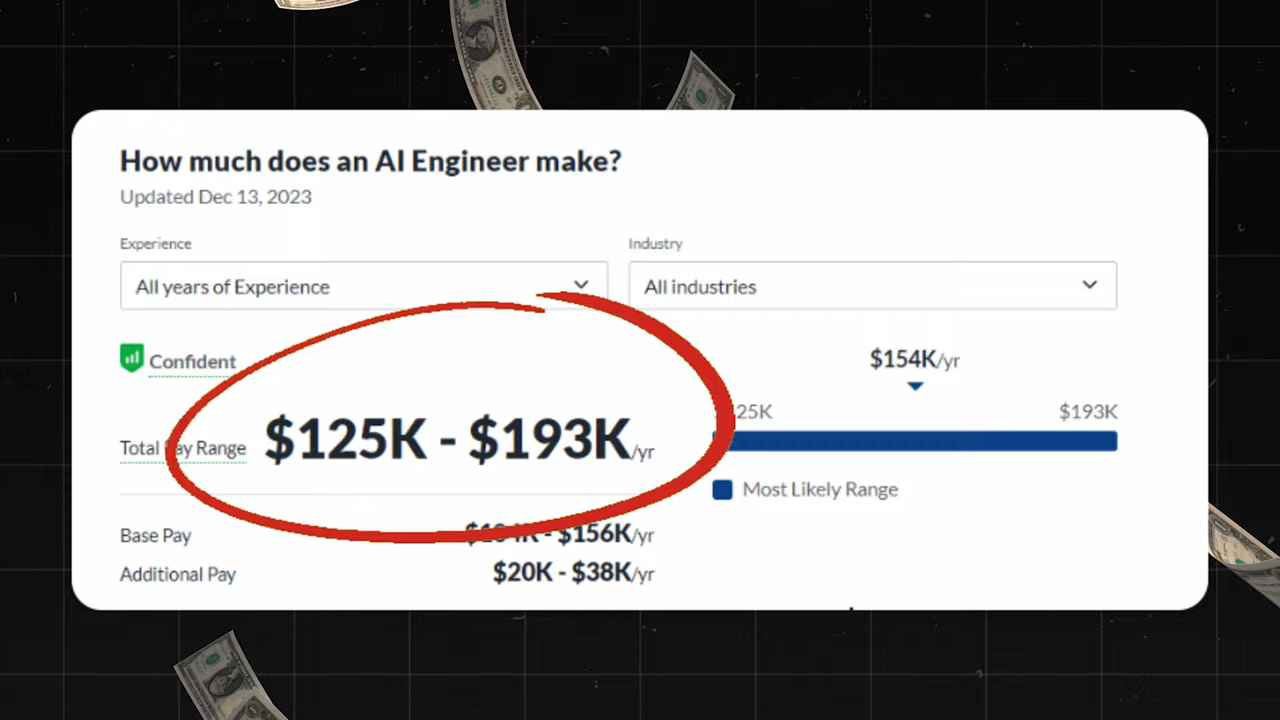 How much does an AI Engineer make?
Updated Dec 13, 2023
Experience
Industry
All years of Experience
All industries
Confident
$154K/yr
$193K
Total Pay Range
$125K - $193K/yr
Most Likely Range
Base Pay
- $156K/yr
Additional Pay
$20K - $38K/yr